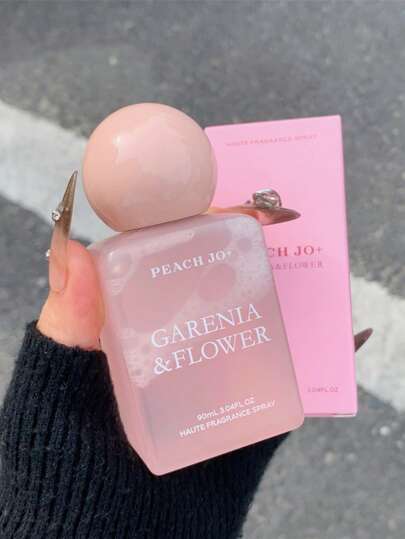 PEACH JO+
GARENIA
&FLOWER
90mL 3.04FL OZ
HAUTE FRAGRANCE SPRAY
HAUTE FRAGRANCE SPRAY
CH JO+
&FLOWER
3.04FL OZ